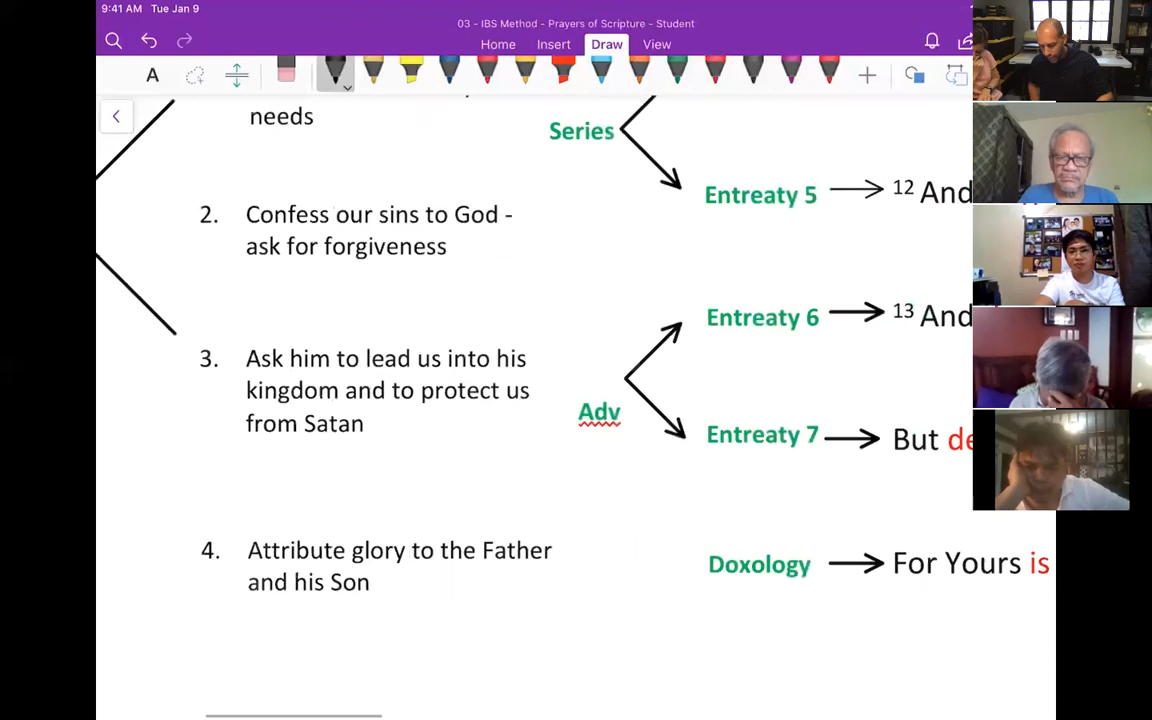 9:41 AM Tue Jan 9
03 - IBS Method - Prayers of Scripture - Student
Home Insert Draw View
A
needs
Series
Entreaty 5
12 And
2. Confess our sins to God -
ask for forgiveness
Entreaty 6
13 And
3. Ask him to lead us into his
kingdom and to protect us
from Satan
Adv
Entreaty 7
But de
4. Attribute glory to the Father
and his Son
Doxology
For Yours is